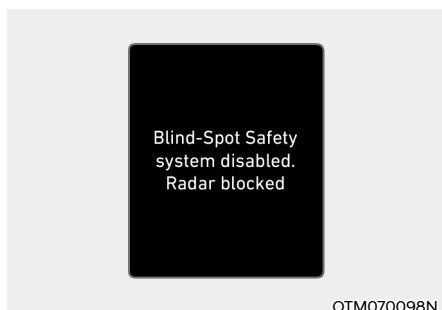 Blind-Spot Safety
system disabled.
Radar blocked
OTM070098N